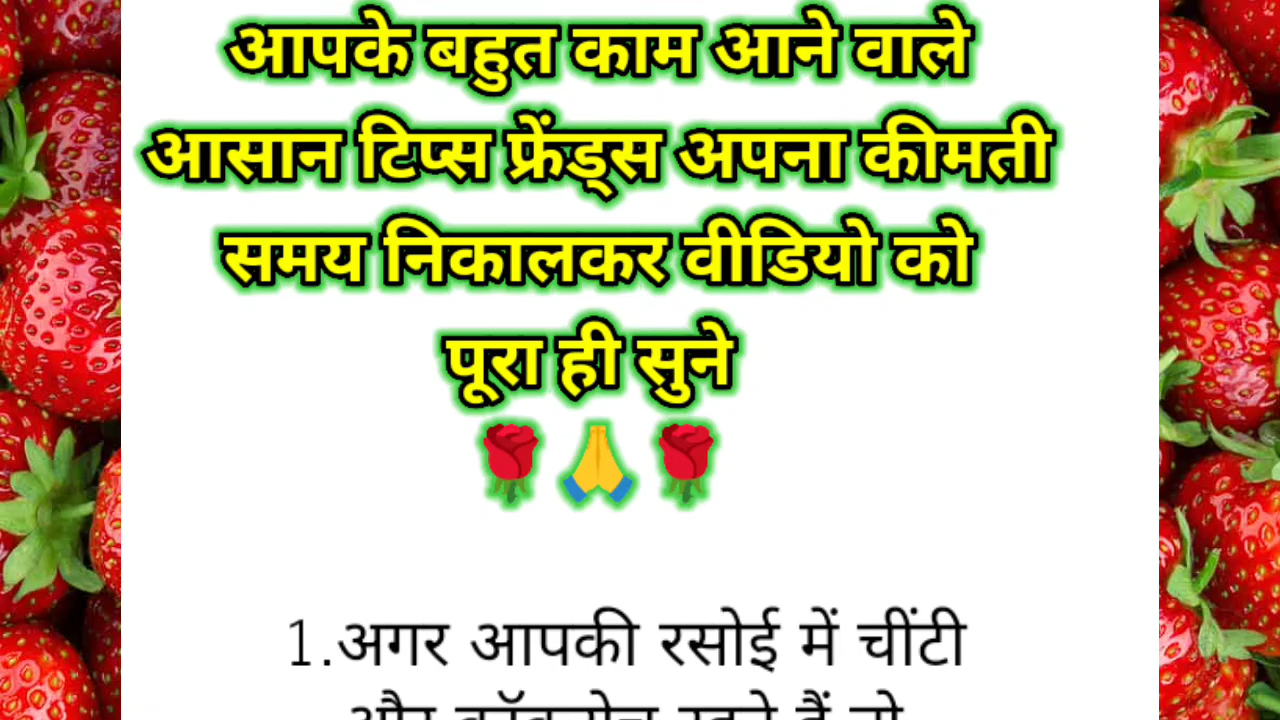 आपके बहुत काम आने वाले
आसान टिप्स फ्रेंड्स अपना कीमती
समय निकालकर वीडियो को
पूरा ही सुने
🌹🙏🌹
1.अगर आपकी रसोई में चींटी